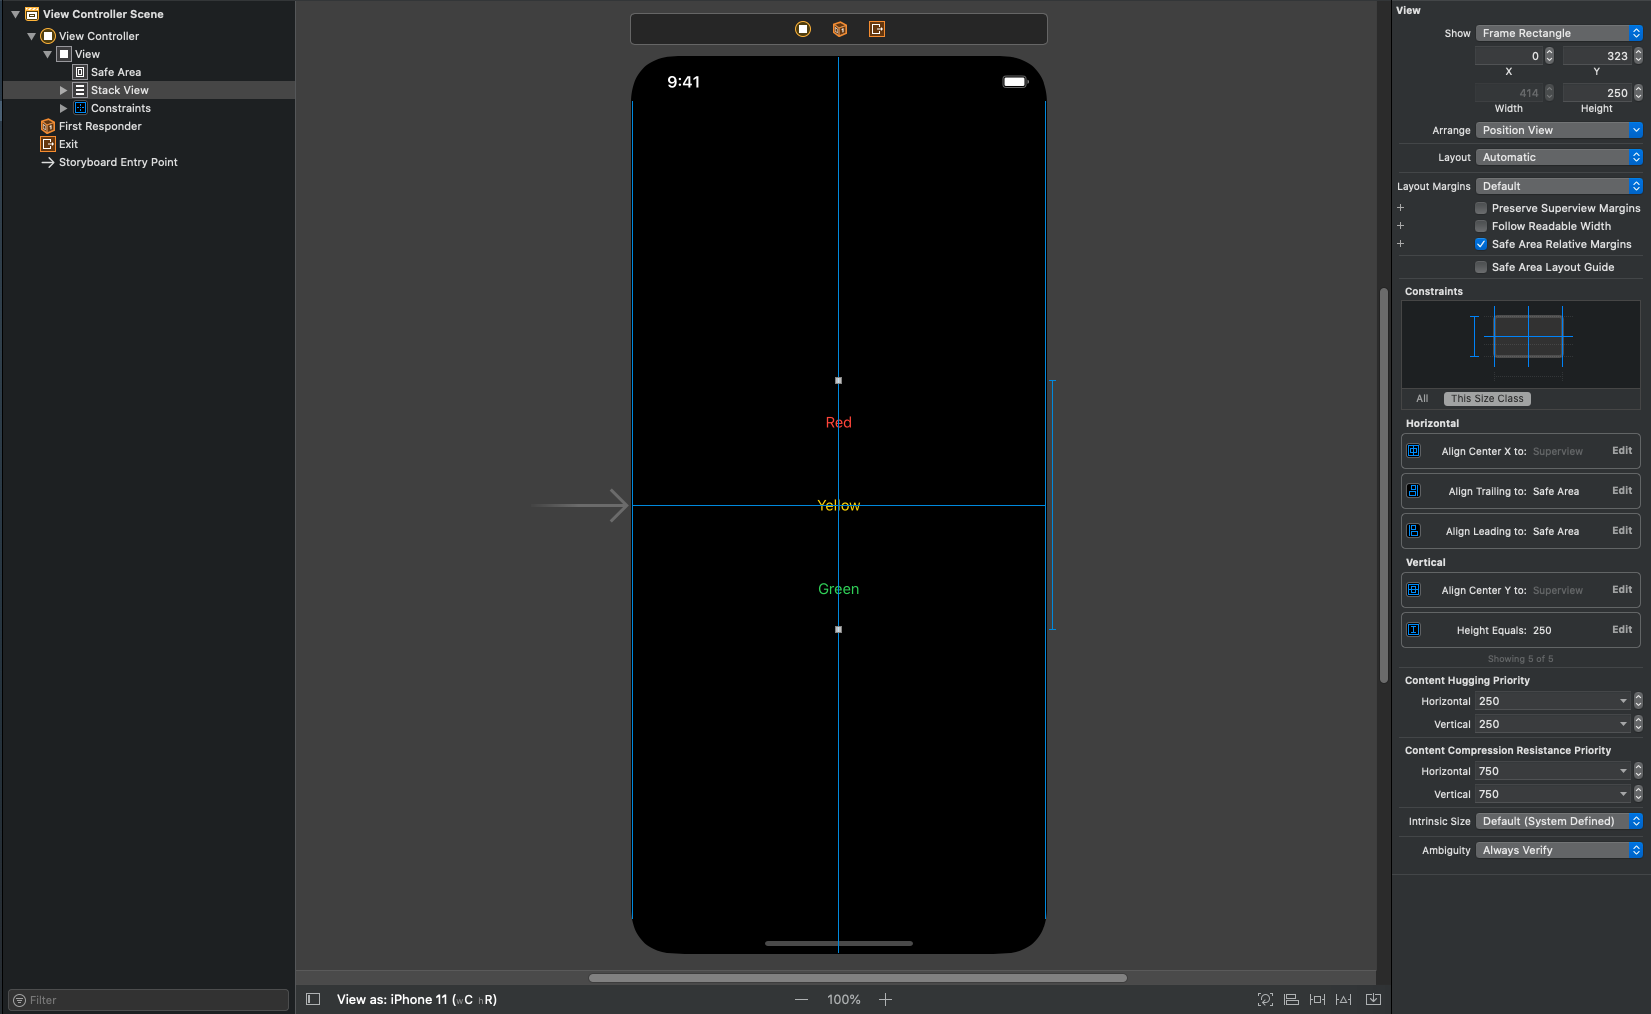 View Controller Scene
View Controller
View
Safe Area
Stack View
Constraints
First Responder
Exit
Storyboard Entry Point
Filter
9:41
Red
Yellow
Green
View as: iPhone 11 (wC hR)
100%
View
Show Frame Rectangle
0 323
X Y
414 250
Width Height
Arrange Position View
Layout Automatic
Layout Margins Default
Preserve Superview Margins
Follow Readable Width
Safe Area Relative Margins
Safe Area Layout Guide
Constraints
All This Size Class
Horizontal
Align Center X to: Superview Edit
Align Trailing to: Safe Area Edit
Align Leading to: Safe Area Edit
Vertical
Align Center Y to: Superview Edit
Height Equals: 250 Edit
Showing 5 of 5
Content Hugging Priority
Horizontal 250
Vertical 250
Content Compression Resistance Priority
Horizontal 750
Vertical 750
Intrinsic Size Default (System Defined)
Ambiguity Always Verify